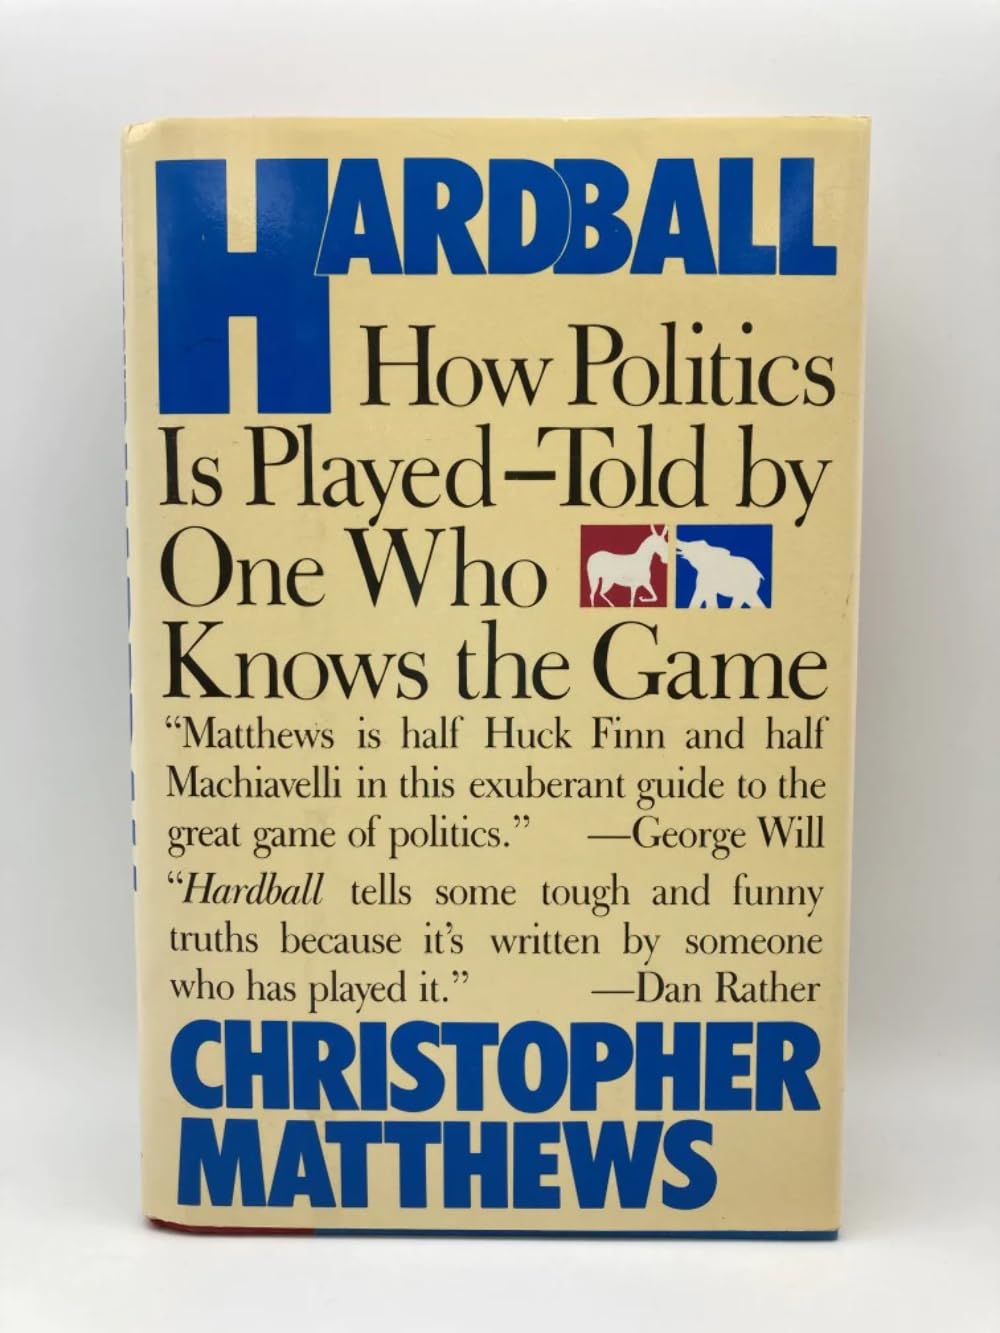 HARDBALL
How Politics
Is Played—Told by
One Who
Knows the Game
“Matthews is half Huck Finn and half
Machiavelli in this exuberant guide to the
great game of politics.” —George Will
“Hardball tells some tough and funny
truths because it’s written by someone
who has played it.” —Dan Rather
CHRISTOPHER
MATTHEWS